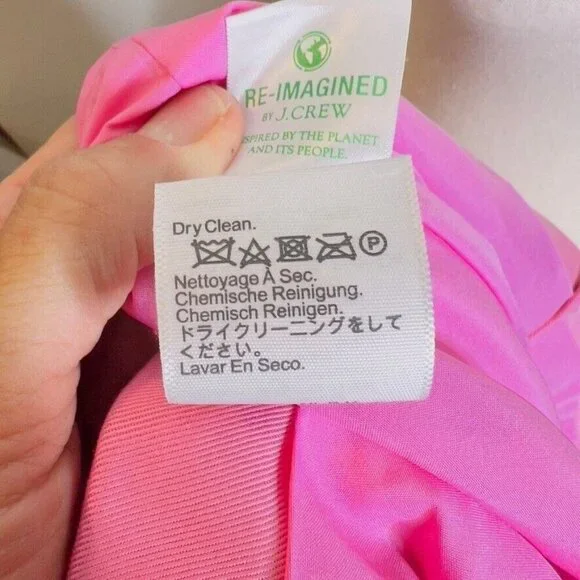 RE-IMAGINED
BY J.CREW
INSPIRED BY THE PLANET
AND ITS PEOPLE.
Dry Clean.
P
Nettoyage À Sec.
Chemische Reinigung.
Chemisch Reinigen.
ドライクリーニングをして
ください。
Lavar En Seco.